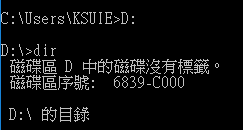 C:\Users\KSUIE>D:
D:\>dir
磁碟區 D 中的磁碟沒有標籤。
磁碟區序號:  6839-C000
D:\ 的目錄